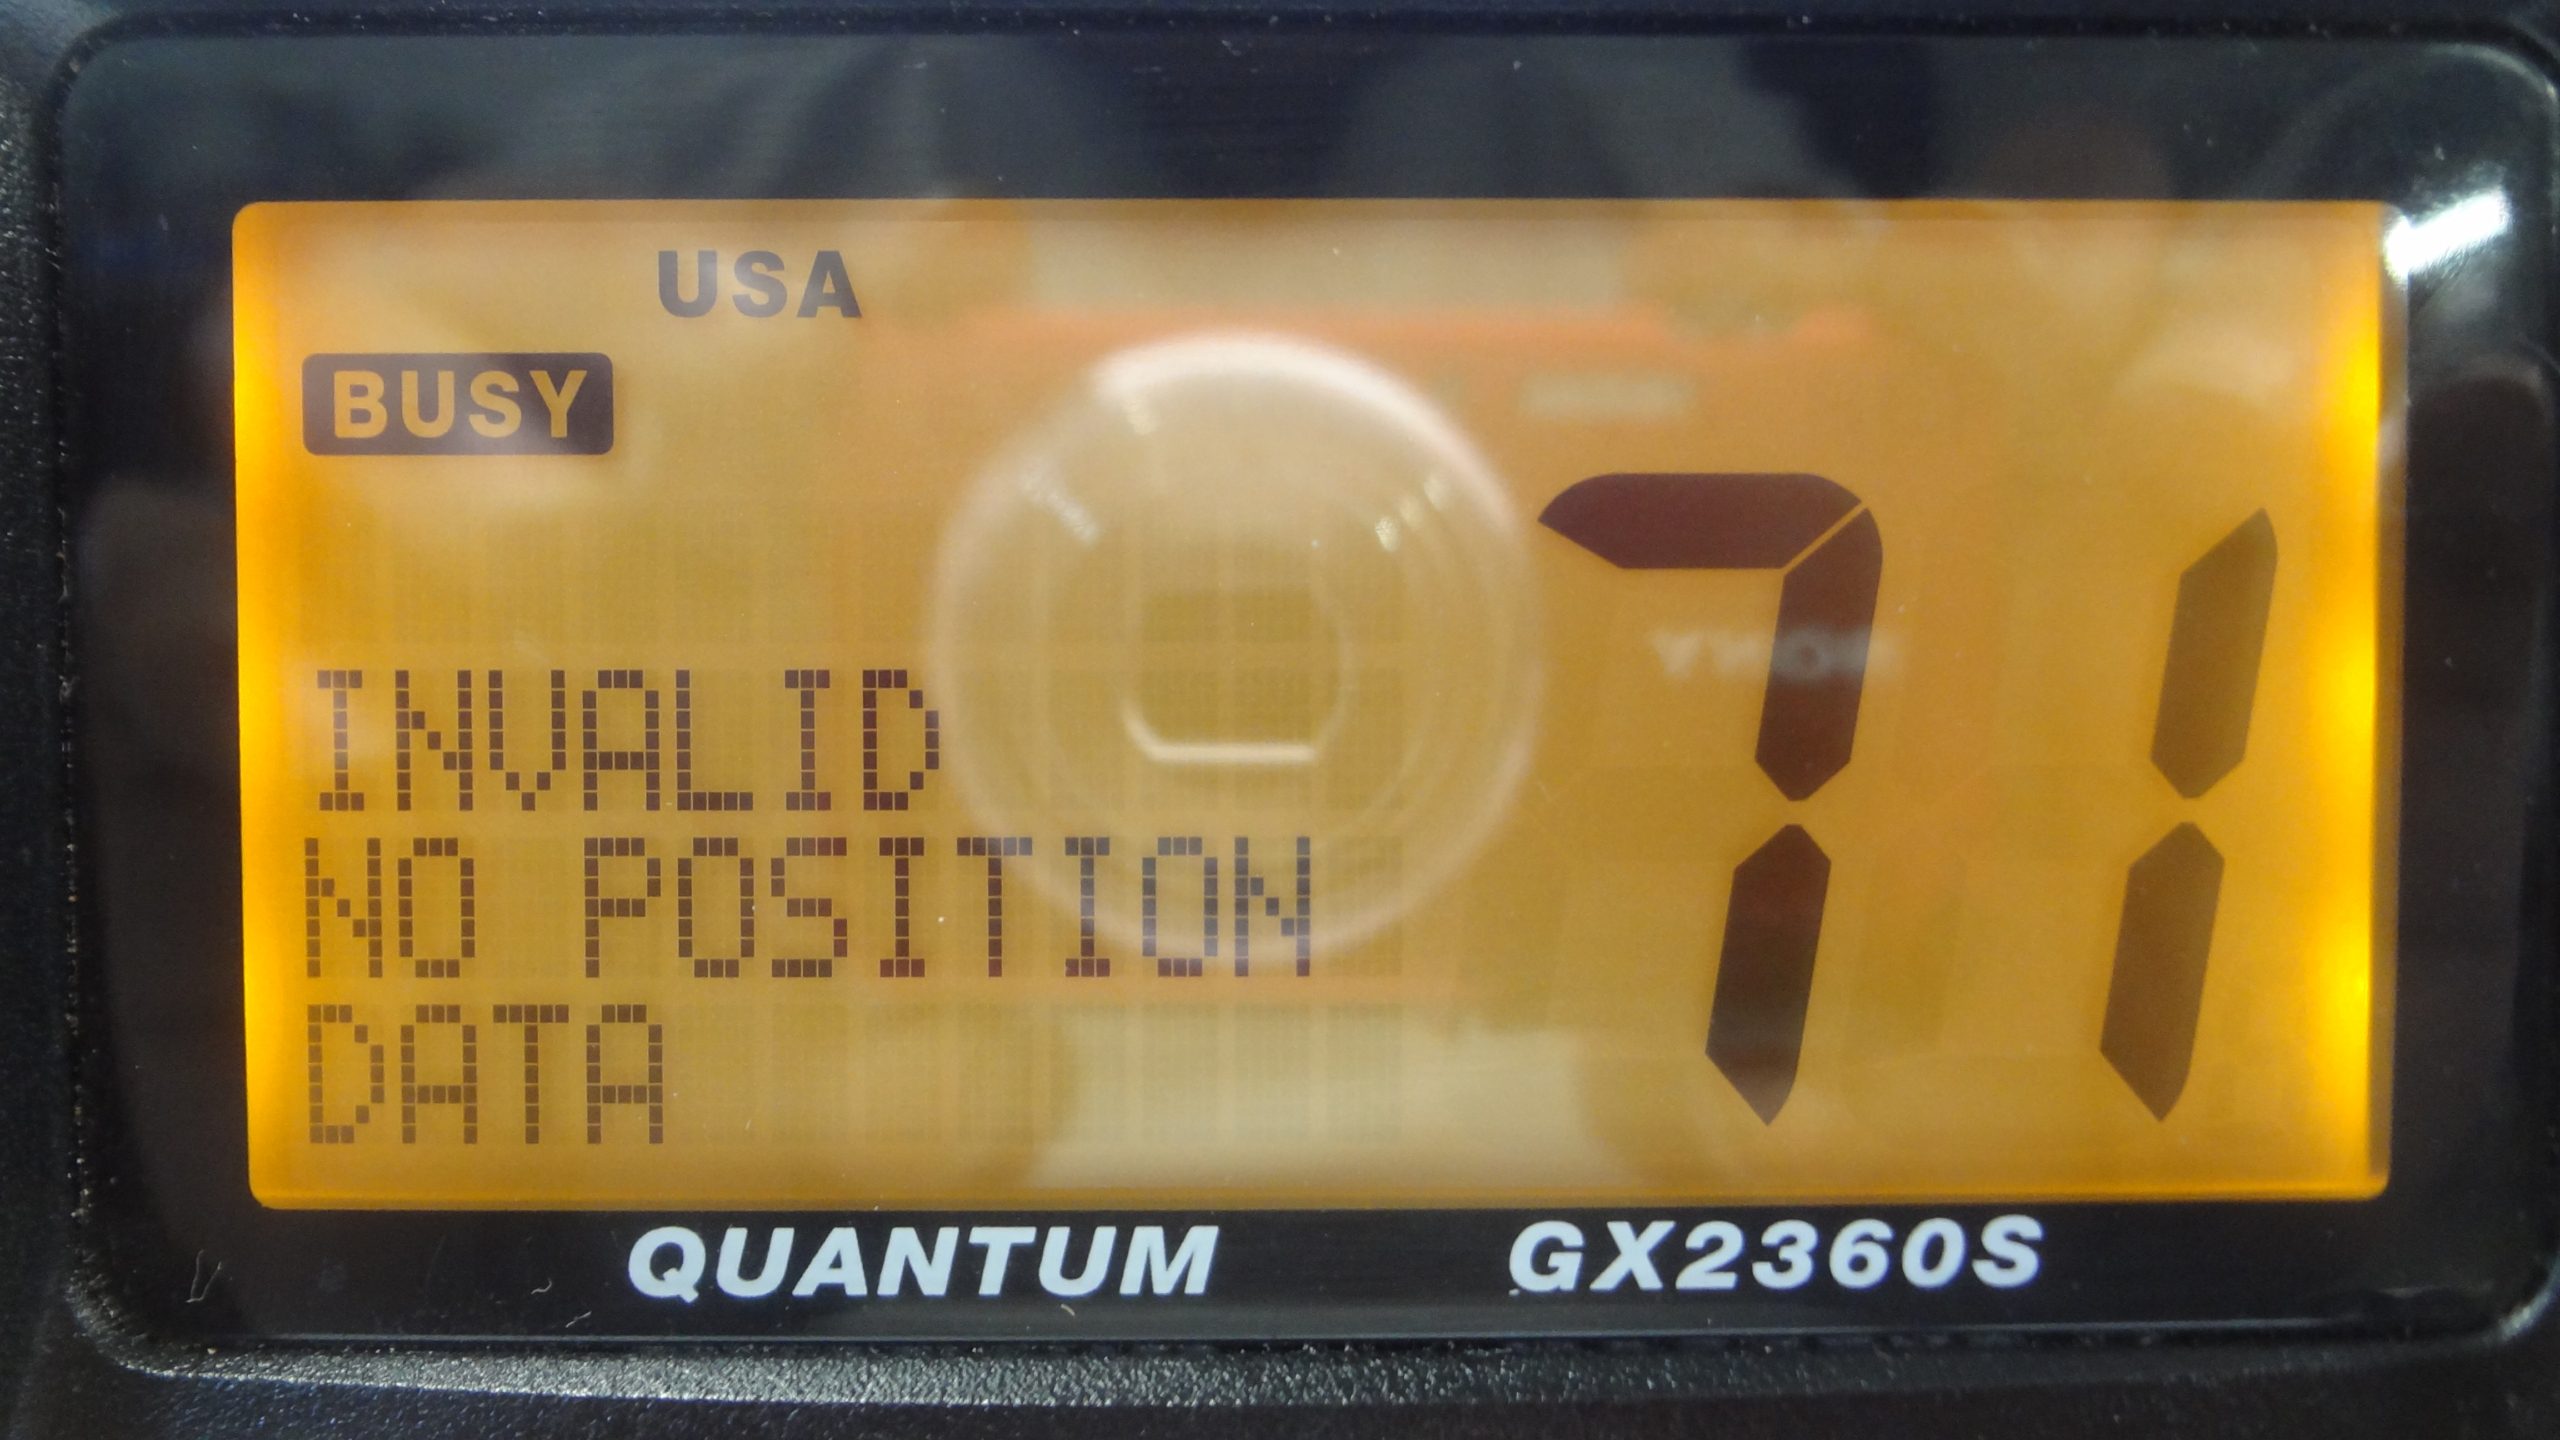 USA
BUSY
71
INVALID
NO POSITION
DATA
QUANTUM GX2360S